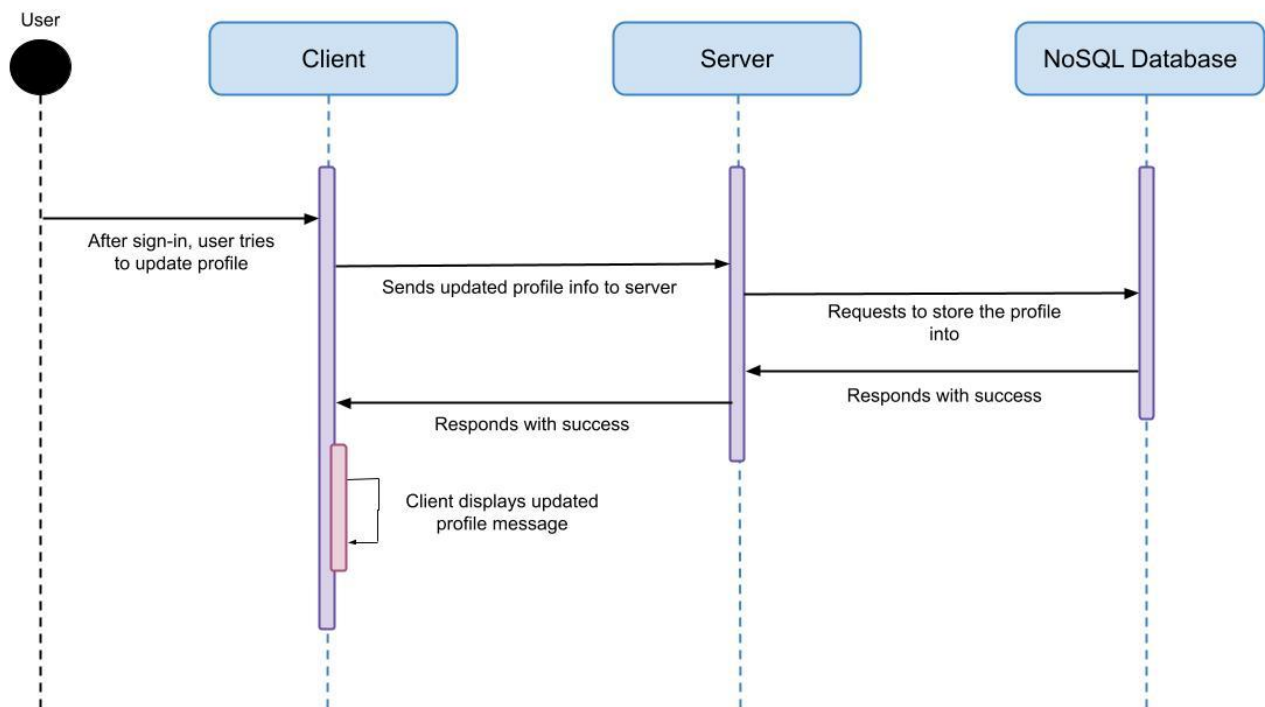 User
Client
Server
NoSQL Database
After sign-in, user tries
to update profile
Sends updated profile info to server
Requests to store the profile
into
Responds with success
Responds with success
Client displays updated
profile message